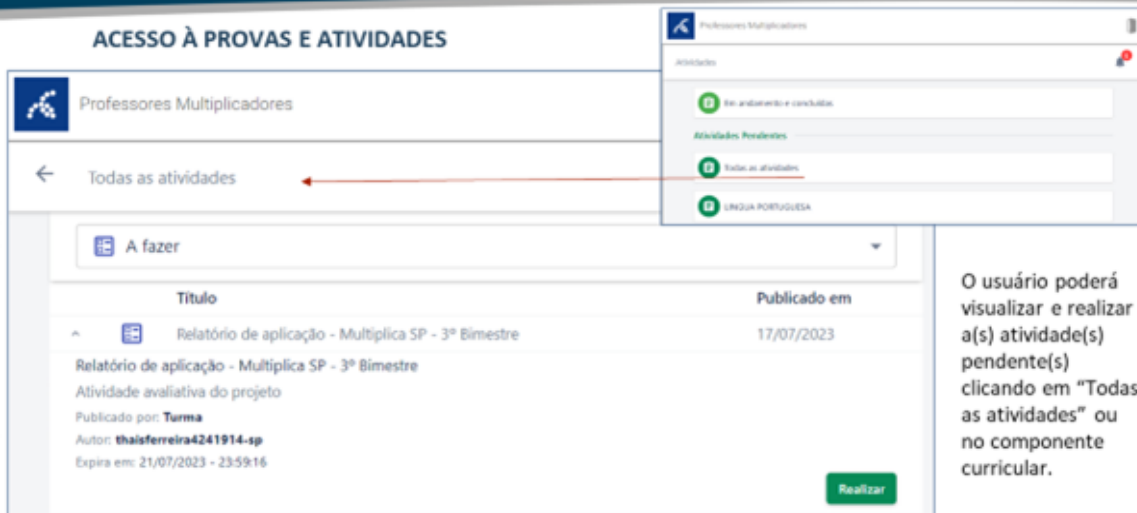 ACESSO À PROVAS E ATIVIDADES
Professores Multiplicadores
Atividades
Em andamento e concluídas
Atividades Pendentes
Todas as atividades
LINGUA PORTUGUESA
Professores Multiplicadores
Todas as atividades
A fazer
Título
Publicado em
Relatório de aplicação - Multiplica SP - 3º Bimestre
17/07/2023
Relatório de aplicação - Multiplica SP - 3º Bimestre
Atividade avaliativa do projeto
Publicado por: Turma
Autor: thaisferreira4241914-sp
Expira em: 21/07/2023 - 23:59:16
Realizar
O usuário poderá
visualizar e realizar
a(s) atividade(s)
pendente(s)
clicando em “Todas
as atividades” ou
no componente
curricular.